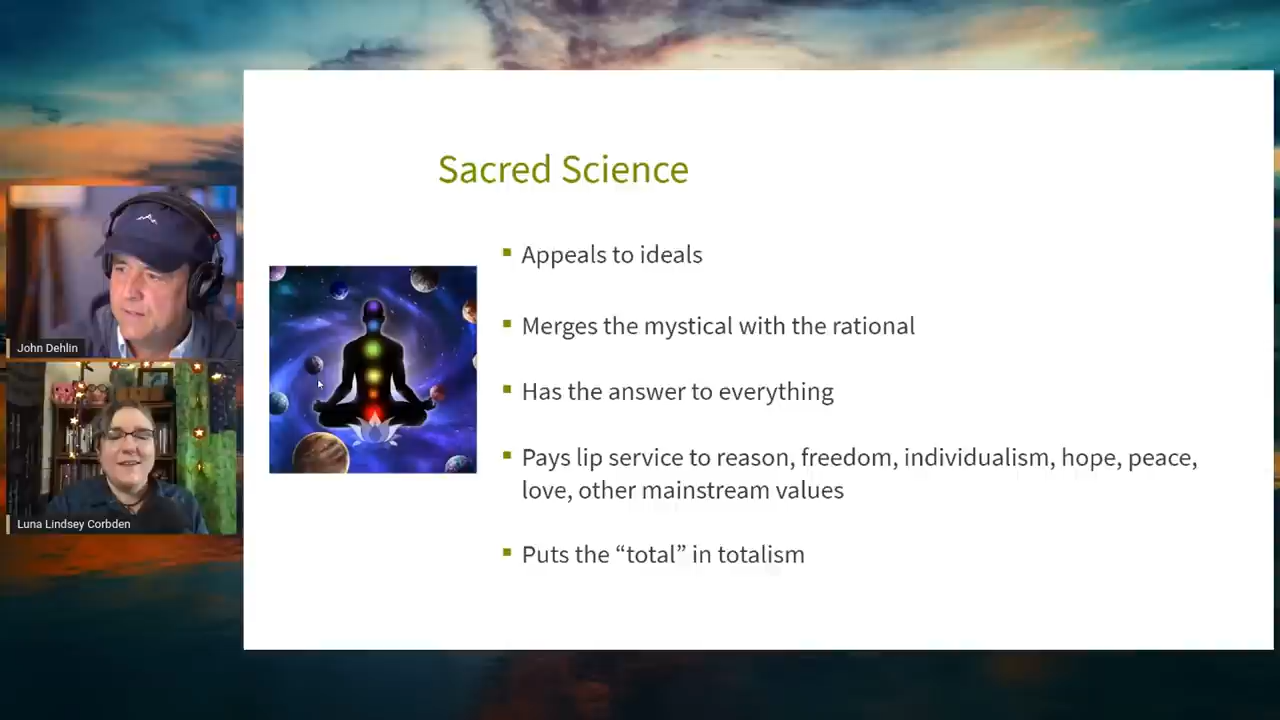 Sacred Science
Appeals to ideals
Merges the mystical with the rational
Has the answer to everything
Pays lip service to reason, freedom, individualism, hope, peace,
love, other mainstream values
Puts the “total” in totalism
John Dehlin
Luna Lindsey Corbden